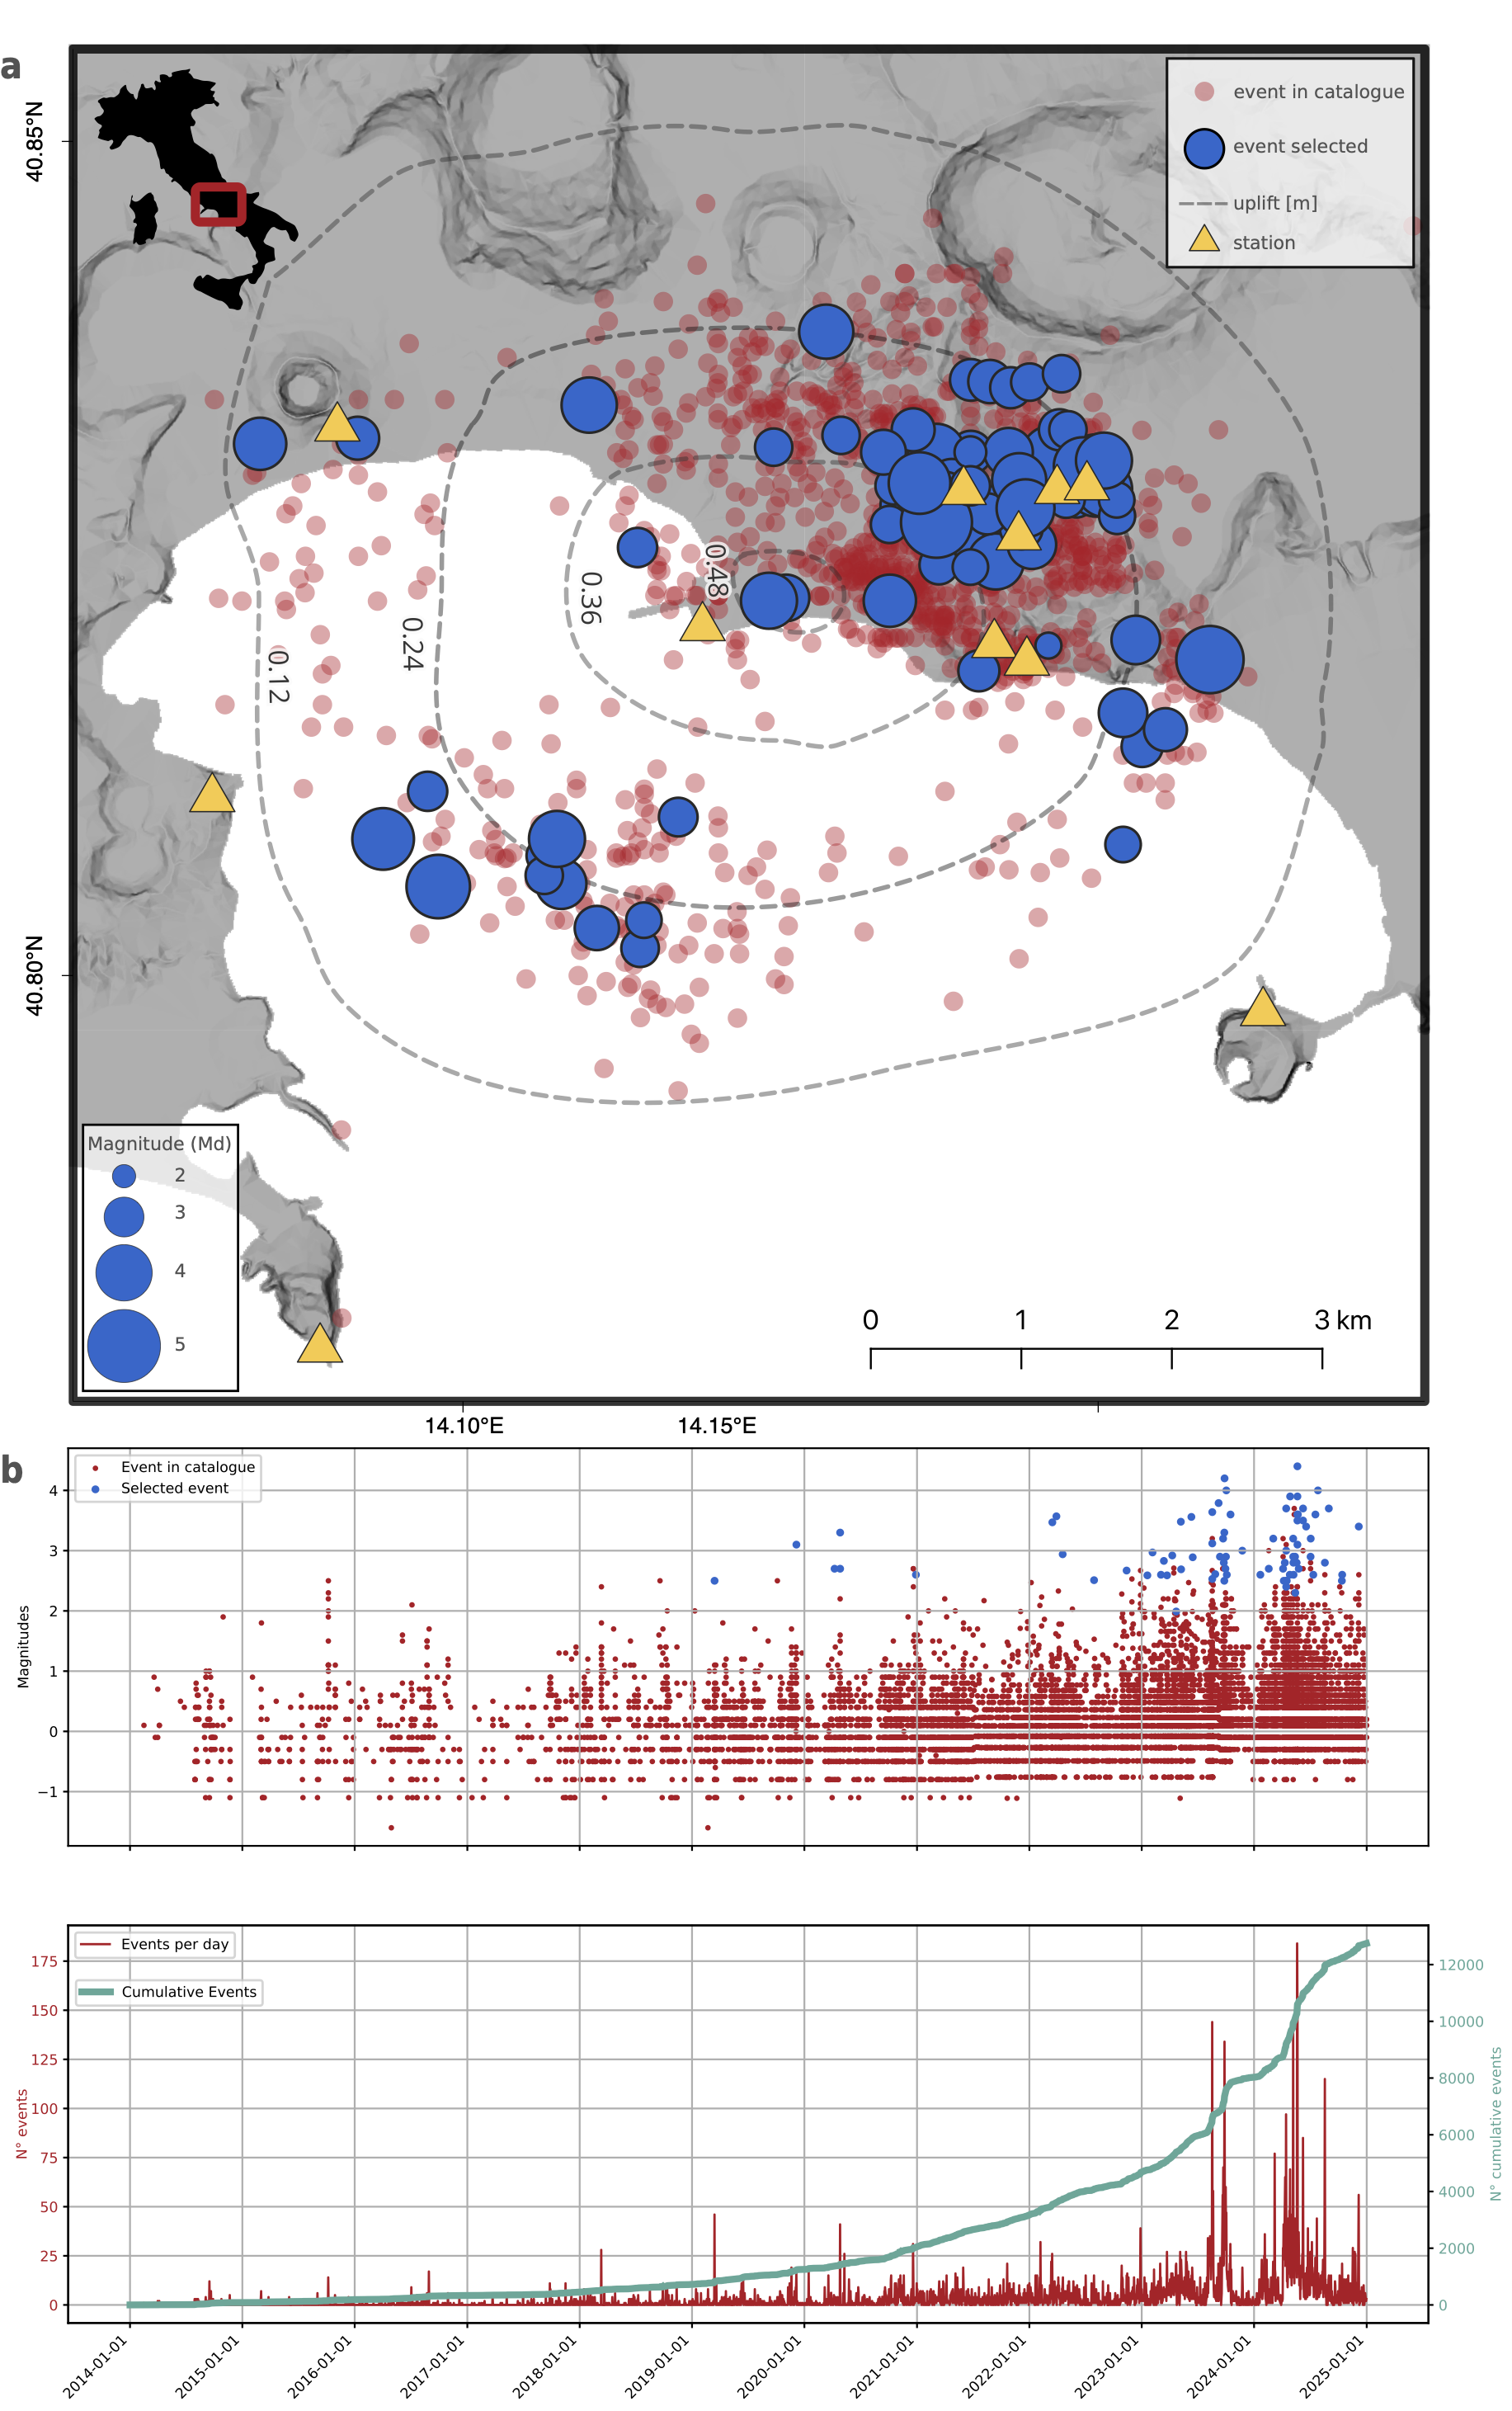 a
event in catalogue
event selected
uplift [m]
station
40.85°N
40.80°N
0.48
0.36
0.24
0.12
Magnitude (Md)
2
3
4
5
0 1 2 3 km
14.10°E 14.15°E
b
Event in catalogue
Selected event
Magnitudes
4
3
2
1
0
−1
Events per day
Cumulative Events
N° events
175
150
125
100
75
50
25
0
N° cumulative events
12000
10000
8000
6000
4000
2000
0
2014-01-01 2015-01-01 2016-01-01 2017-01-01 2018-01-01 2019-01-01 2020-01-01 2021-01-01 2022-01-01 2023-01-01 2024-01-01 2025-01-01